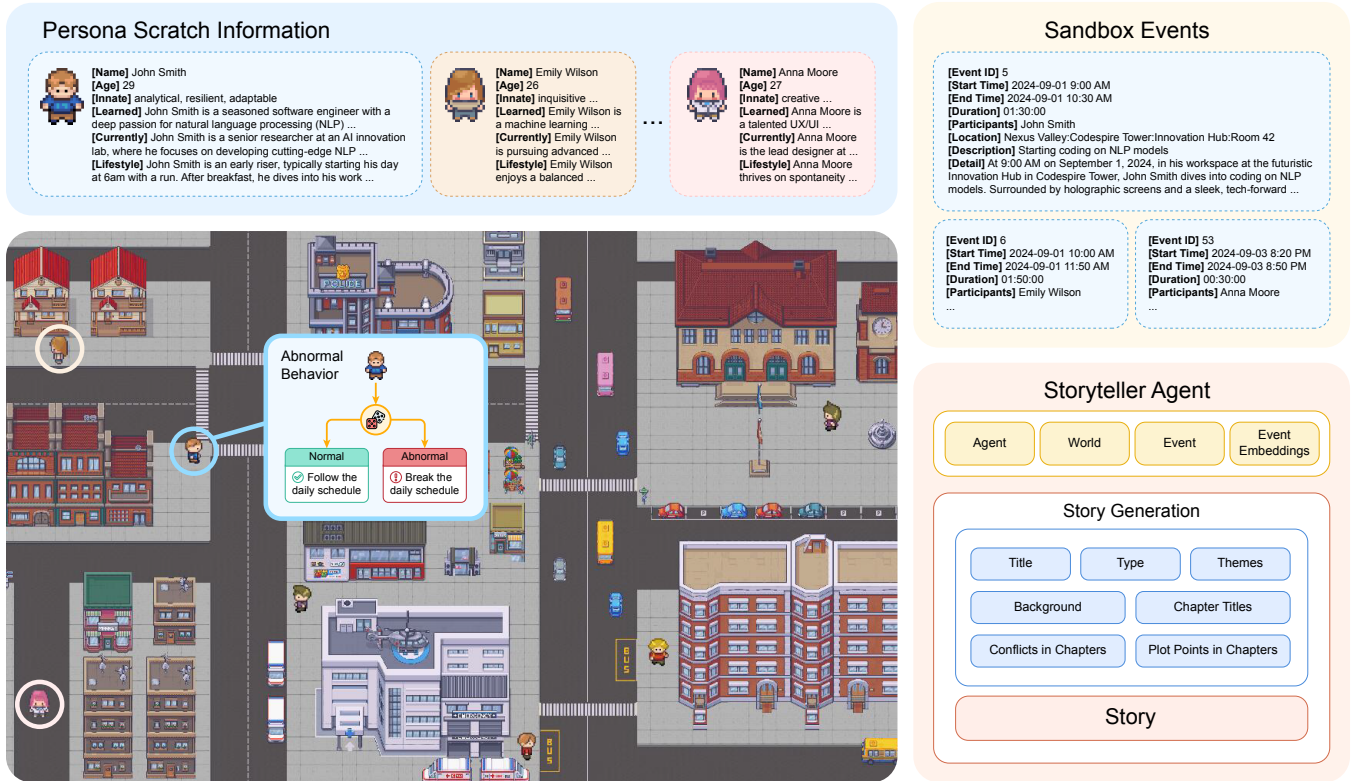 Persona Scratch Information
[Name] John Smith
[Age] 29
[Innate] analytical, resilient, adaptable
[Learned] John Smith is a seasoned software engineer with a
deep passion for natural language processing (NLP) ...
[Currently] John Smith is a senior researcher at an AI innovation
lab, where he focuses on developing cutting-edge NLP ...
[Lifestyle] John Smith is an early riser, typically starting his day
at 6am with a run. After breakfast, he dives into his work ...
[Name] Emily Wilson
[Age] 26
[Innate] inquisitive ...
[Learned] Emily Wilson is
a machine learning ...
[Currently] Emily Wilson
is pursuing advanced ...
[Lifestyle] Emily Wilson
enjoys a balanced ...
...
[Name] Anna Moore
[Age] 27
[Innate] creative ...
[Learned] Anna Moore is
a talented UX/UI ...
[Currently] Anna Moore
is the lead designer at ...
[Lifestyle] Anna Moore
thrives on spontaneity ...
Sandbox Events
[Event ID] 5
[Start Time] 2024-09-01 9:00 AM
[End Time] 2024-09-01 10:30 AM
[Duration] 01:30:00
[Participants] John Smith
[Location] Nexus Valley:Codespire Tower:Innovation Hub:Room 42
[Description] Starting coding on NLP models
[Detail] At 9:00 AM on September 1, 2024, in his workspace at the futuristic
Innovation Hub in Codespire Tower, John Smith dives into coding on NLP
models. Surrounded by holographic screens and a sleek, tech-forward ...
[Event ID] 6
[Start Time] 2024-09-01 10:00 AM
[End Time] 2024-09-01 11:50 AM
[Duration] 01:50:00
[Participants] Emily Wilson
...
[Event ID] 53
[Start Time] 2024-09-03 8:20 PM
[End Time] 2024-09-03 8:50 PM
[Duration] 00:30:00
[Participants] Anna Moore
...
POLICE
Abnormal
Behavior
Normal
Follow the
daily schedule
Abnormal
Break the
daily schedule
P
P
P
BUS
BUS
Storyteller Agent
Agent
World
Event
Event
Embeddings
Story Generation
Title
Type
Themes
Background
Chapter Titles
Conflicts in Chapters
Plot Points in Chapters
Story